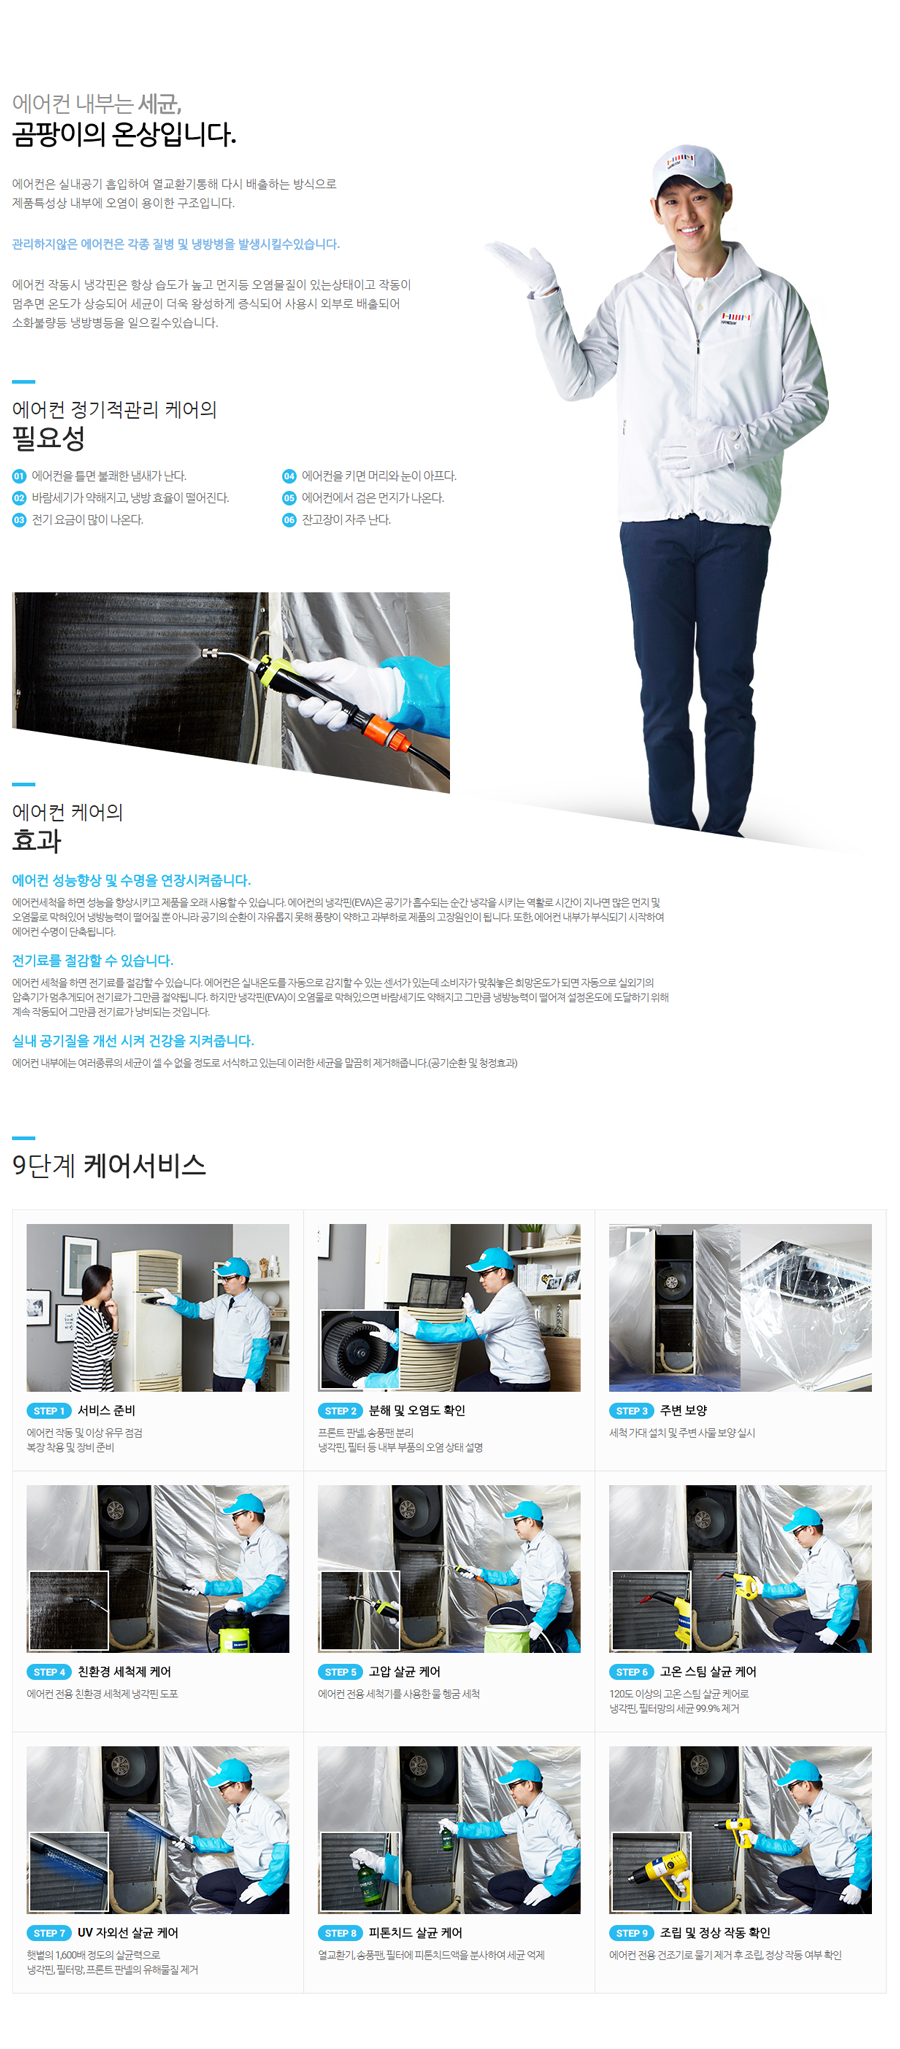 에어컨 내부는 세균,
곰팡이의 온상입니다.
에어컨은 실내공기 흡입하여 열교환기통해 다시 배출하는 방식으로
제품특성상 내부에 오염이 용이한 구조입니다.
관리하지않은 에어컨은 각종 질병 및 냉방병을 발생시킬수있습니다.
에어컨 작동시 냉각핀은 항상 습도가 높고 먼지등 오염물질이 있는상태이고 작동이
멈추면 온도가 상승되어 세균이 더욱 왕성하게 증식되어 사용시 외부로 배출되어
소화불량등 냉방병등을 일으킬수있습니다.
에어컨 정기적관리 케어의
필요성
01 에어컨을 틀면 불쾌한 냄새가 난다.
02 바람세기가 약해지고, 냉방 효율이 떨어진다.
03 전기 요금이 많이 나온다.
04 에어컨을 키면 머리와 눈이 아프다.
05 에어컨에서 검은 먼지가 나온다.
06 잔고장이 자주 난다.
에어컨 케어의
효과
에어컨 성능향상 및 수명을 연장시켜줍니다.
에어컨세척을 하면 성능을 향상시키고 제품을 오래 사용할 수 있습니다. 에어컨의 냉각핀(EVA)은 공기가 흡수되는 순간 냉각을 시키는 역활로 시간이 지나면 많은 먼지 및
오염물로 막혀있어 냉방능력이 떨어질 뿐 아니라 공기의 순환이 자유롭지 못해 풍량이 약하고 과부하로 제품의 고장원인이 됩니다. 또한, 에어컨 내부가 부식되기 시작하여
에어컨 수명이 단축됩니다.
전기료를 절감할 수 있습니다.
에어컨 세척을 하면 전기료를 절감할 수 있습니다. 에어컨은 실내온도를 자동으로 감지할 수 있는 센서가 있는데 소비자가 맞춰놓은 희망온도가 되면 자동으로 실외기의
압축기가 멈추게되어 전기료가 그만큼 절약됩니다. 하지만 냉각핀(EVA)이 오염물로 막혀있으면 바람세기도 약해지고 그만큼 냉방능력이 떨어져 설정온도에 도달하기 위해
계속 작동되어 그만큼 전기료가 낭비되는 것입니다.
실내 공기질을 개선 시켜 건강을 지켜줍니다.
에어컨 내부에는 여러종류의 세균이 셀 수 없을 정도로 서식하고 있는데 이러한 세균을 말끔히 제거해줍니다.(공기순환 및 청정효과)
9단계 케어서비스
STEP 1 서비스 준비
에어컨 작동 및 이상 유무 점검
복장 착용 및 장비 준비
STEP 2 분해 및 오염도 확인
프론트 판넬, 송풍팬 분리
냉각핀, 필터 등 내부 부품의 오염 상태 설명
STEP 3 주변 보양
세척 가대 설치 및 주변 사물 보양 실시
STEP 4 친환경 세척제 케어
에어컨 전용 친환경 세척제 냉각핀 도포
STEP 5 고압 살균 케어
에어컨 전용 세척기를 사용한 물 헹굼 세척
STEP 6 고온 스팀 살균 케어
120도 이상의 고온 스팀 살균 케어로
냉각핀, 필터망의 세균 99.9% 제거
STEP 7 UV 자외선 살균 케어
햇볕의 1,600배 정도의 살균력으로
냉각핀, 필터망, 프론트 판넬의 유해물질 제거
STEP 8 피톤치드 살균 케어
열교환기, 송풍팬, 필터에 피톤치드액을 분사하여 세균 억제
STEP 9 조립 및 정상 작동 확인
에어컨 전용 건조기로 물기 제거 후 조립, 정상 작동 여부 확인